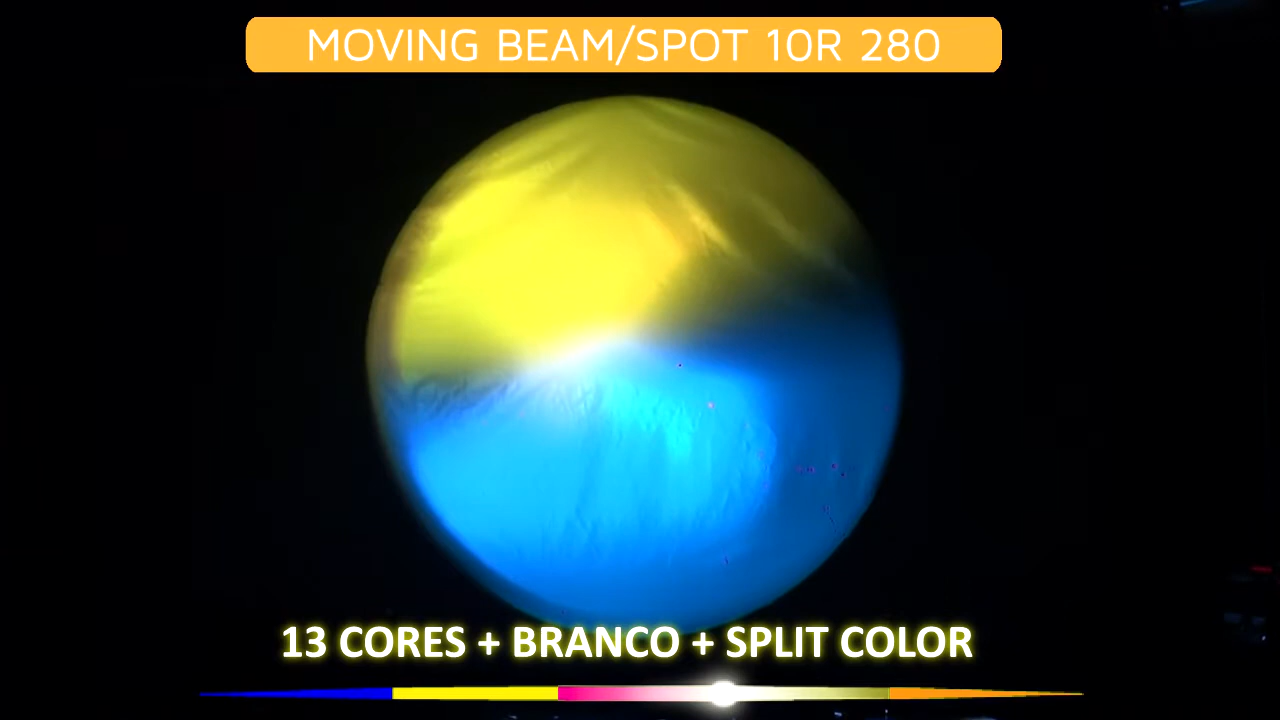 MOVING BEAM/SPOT 10R 280
13 CORES + BRANCO + SPLIT COLOR